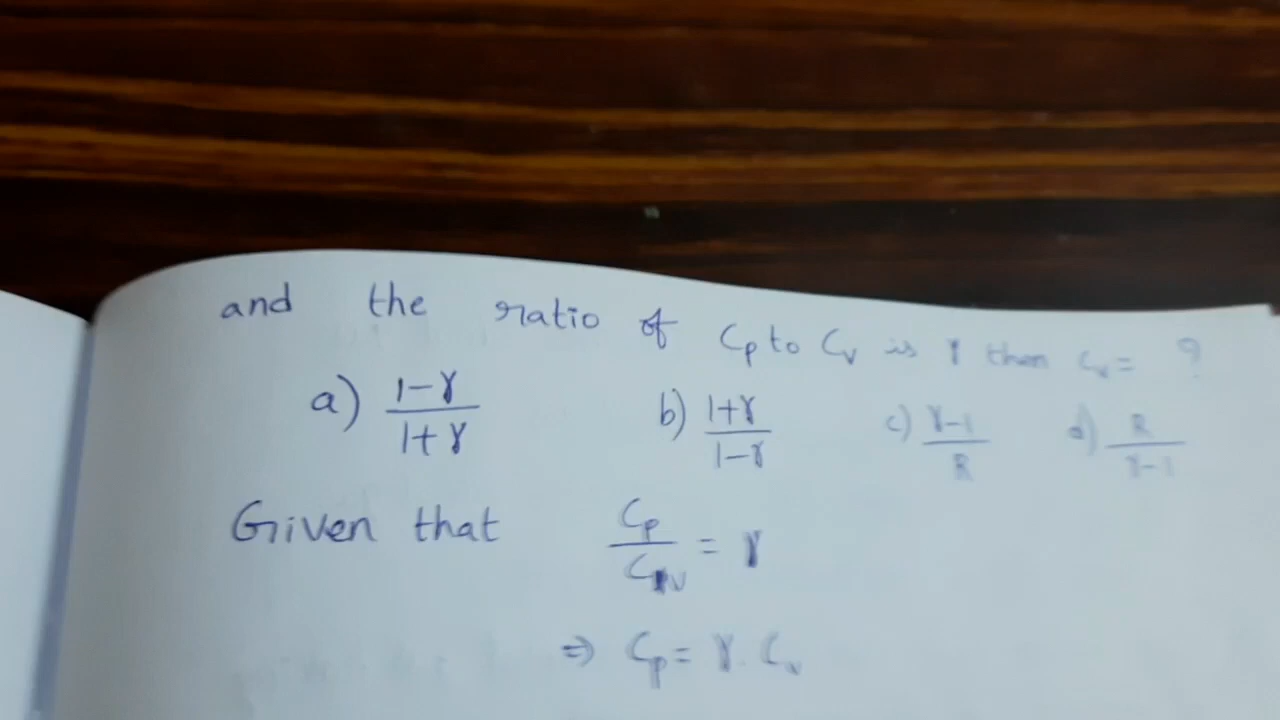 and the ratio of Cp to Cv is γ then Cv = ?
a) 1-γ/1+γ b) 1+γ/1-γ c) γ-1/R d) R/γ-1
Given that Cp/Cv = γ
⇒ Cp = γ. Cv